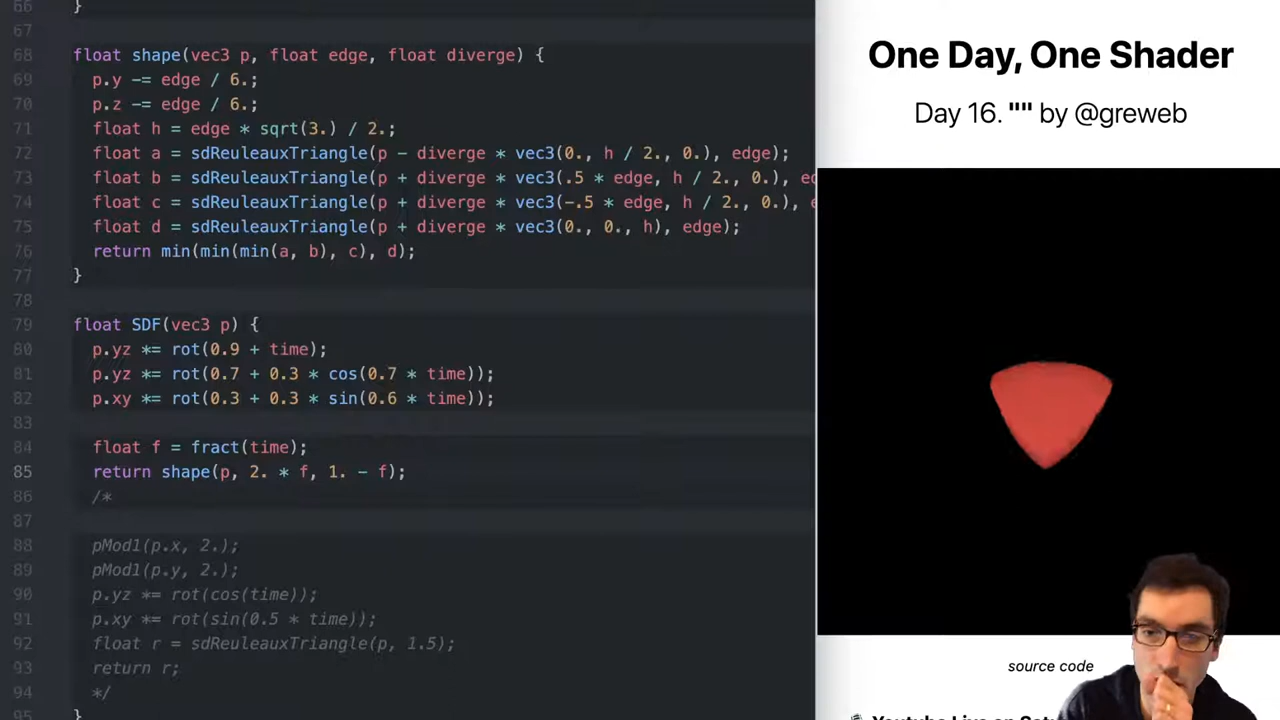 66 }
67
68 float shape(vec3 p, float edge, float diverge) {
69 p.y -= edge / 6.;
70 p.z -= edge / 6.;
71 float h = edge * sqrt(3.) / 2.;
72 float a = sdReuleauxTriangle(p - diverge * vec3(0., h / 2., 0.), edge);
73 float b = sdReuleauxTriangle(p + diverge * vec3(.5 * edge, h / 2., 0.), ed
74 float c = sdReuleauxTriangle(p + diverge * vec3(-.5 * edge, h / 2., 0.), e
75 float d = sdReuleauxTriangle(p + diverge * vec3(0., 0., h), edge);
76 return min(min(min(a, b), c), d);
77 }
78
79 float SDF(vec3 p) {
80 p.yz *= rot(0.9 + time);
81 p.yz *= rot(0.7 + 0.3 * cos(0.7 * time));
82 p.xy *= rot(0.3 + 0.3 * sin(0.6 * time));
83
84 float f = fract(time);
85 return shape(p, 2. * f, 1. - f);
86 /*
87
88 pMod1(p.x, 2.);
89 pMod1(p.y, 2.);
90 p.yz *= rot(cos(time));
91 p.xy *= rot(sin(0.5 * time));
92 float r = sdReuleauxTriangle(p, 1.5);
93 return r;
94 */
95 }
One Day, One Shader
Day 16. "" by @greweb
source code
Youtube Live on